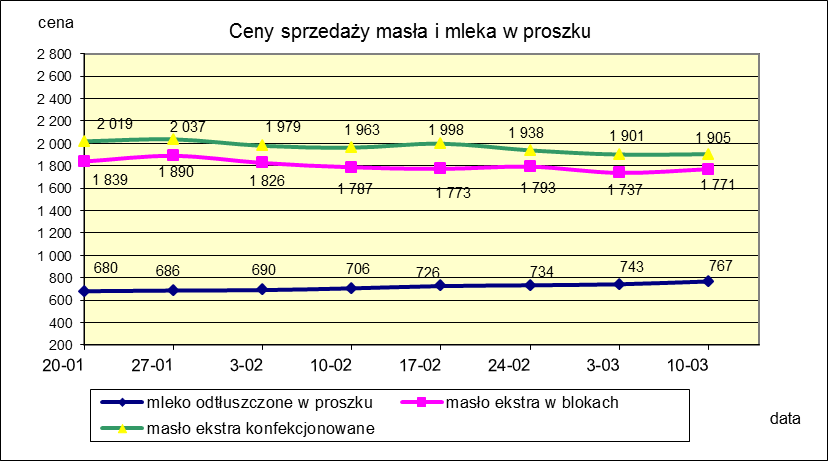 cena
Ceny sprzedaży masła i mleka w proszku
2 800
2 600
2 400
2 200
2 000
1 800
1 600
1 400
1 200
1 000
800
600
400
200
2 019 2 037 1 979 1 963 1 998 1 938 1 901 1 905
1 839 1 890 1 826 1 787 1 773 1 793 1 737 1 771
680 686 690 706 726 734 743 767
20-01 27-01 3-02 10-02 17-02 24-02 3-03 10-03
mleko odtłuszczone w proszku masło ekstra w blokach
masło ekstra konfekcjonowane
data